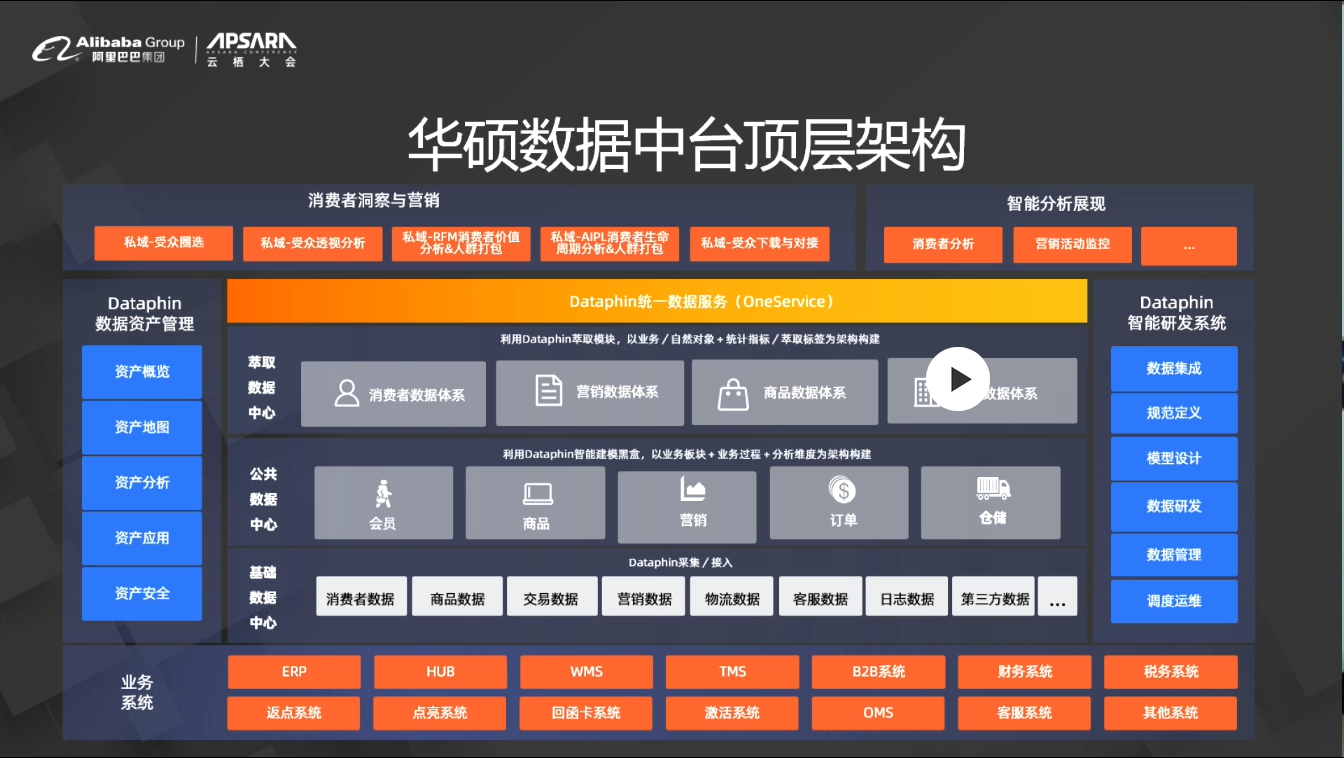 Alibaba Group
阿里巴巴集团
APSARA
APSARA CONFERENCE
云栖大会
华硕数据中台顶层架构
消费者洞察与营销
私域-受众圈选
私域-受众透视分析
私域-RFM消费者价值
分析&人群打包
私域-AIPL消费者生命
周期分析&人群打包
私域-受众下载与对接
智能分析展现
消费者分析
营销活动监控
...
Dataphin
数据资产管理
资产概览
资产地图
资产分析
资产应用
资产安全
Dataphin统一数据服务（OneService）
利用Dataphin萃取模块，以业务/自然对象+统计指标/萃取标签为架构构建
萃取
数据
中心
消费者数据体系
营销数据体系
商品数据体系
数据体系
利用Dataphin智能建模黑盒，以业务板块+业务过程+分析维度为架构构建
公共
数据
中心
会员
商品
营销
订单
仓储
Dataphin采集/接入
基础
数据
中心
消费者数据
商品数据
交易数据
营销数据
物流数据
客服数据
日志数据
第三方数据
...
Dataphin
智能研发系统
数据集成
规范定义
模型设计
数据研发
数据管理
调度运维
业务
系统
ERP
HUB
WMS
TMS
B2B系统
财务系统
税务系统
返点系统
点亮系统
回函卡系统
激活系统
OMS
客服系统
其他系统